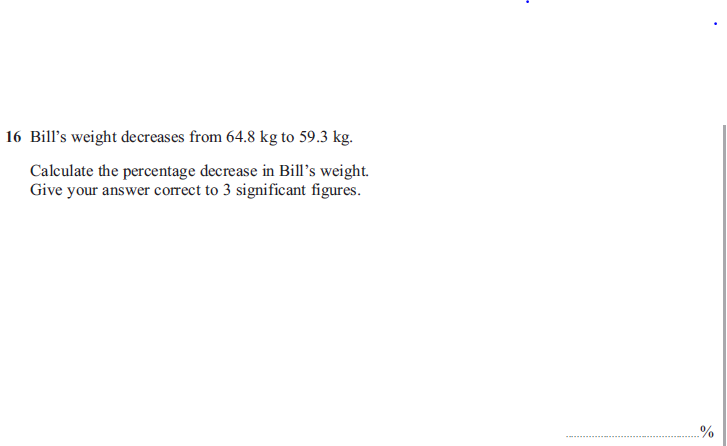 16 Bill's weight decreases from 64.8 kg to 59.3 kg.
Calculate the percentage decrease in Bill's weight.
Give your answer correct to 3 significant figures.
..............................................%